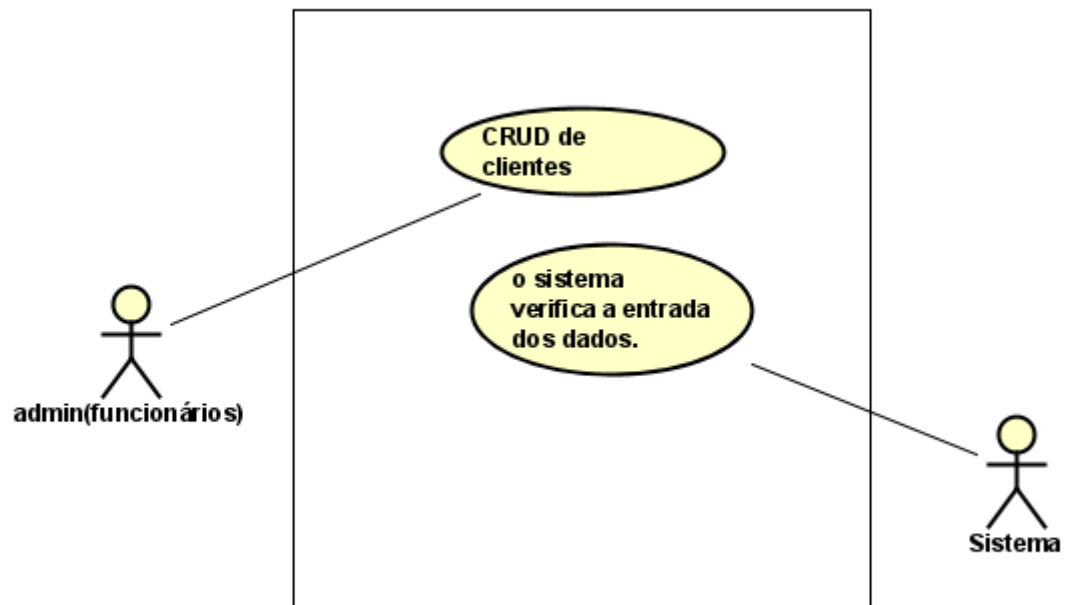 CRUD de
clientes
o sistema
verifica a entrada
dos dados.
admin(funcionários)
Sistema